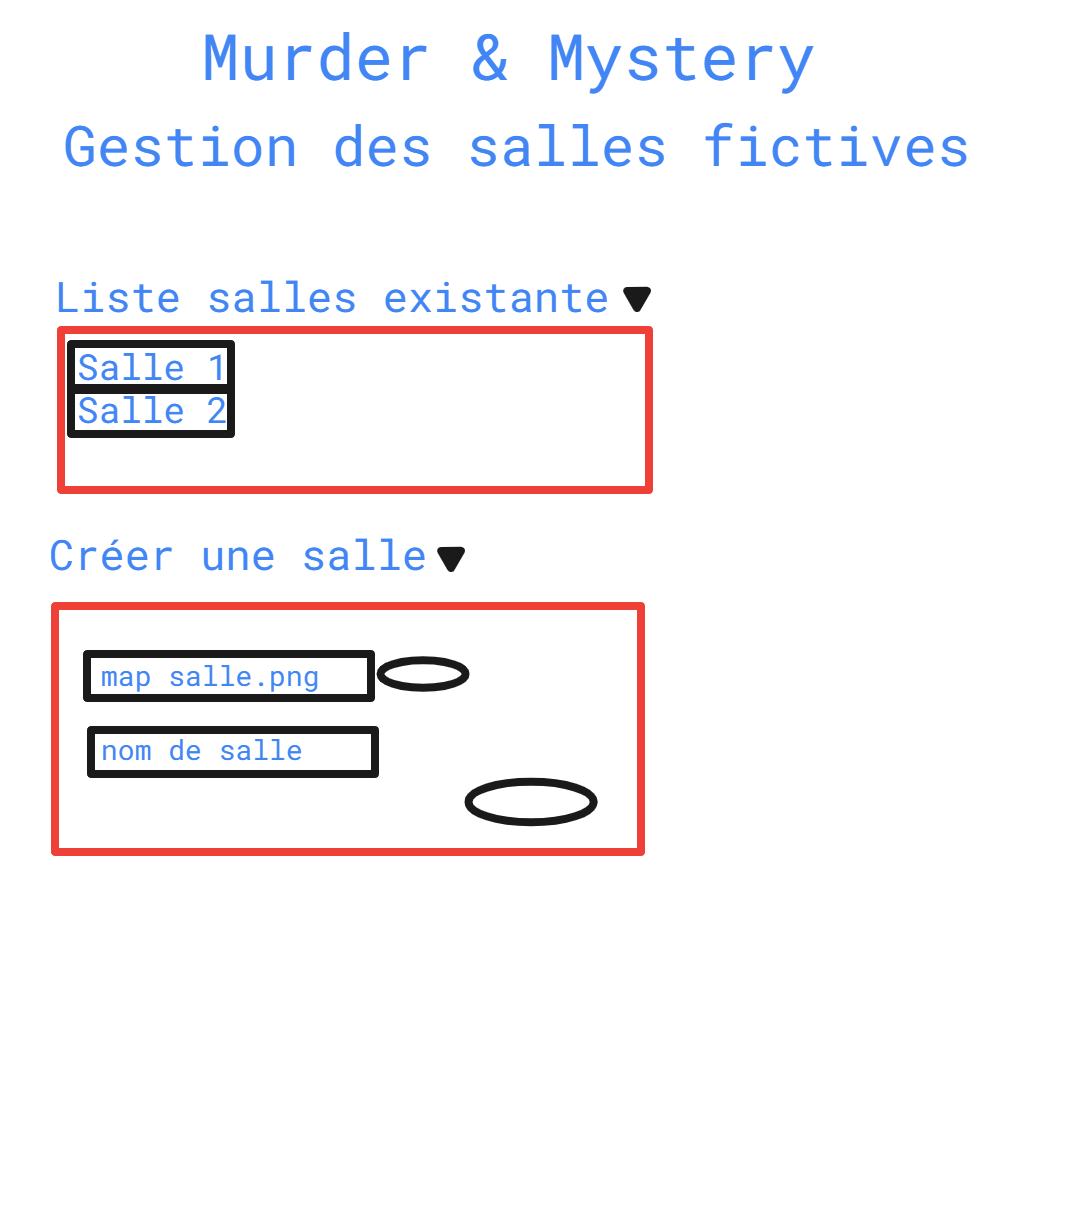 Murder & Mystery
Gestion des salles fictives
Liste salles existante
Salle 1
Salle 2
Créer une salle
map salle.png
nom de salle